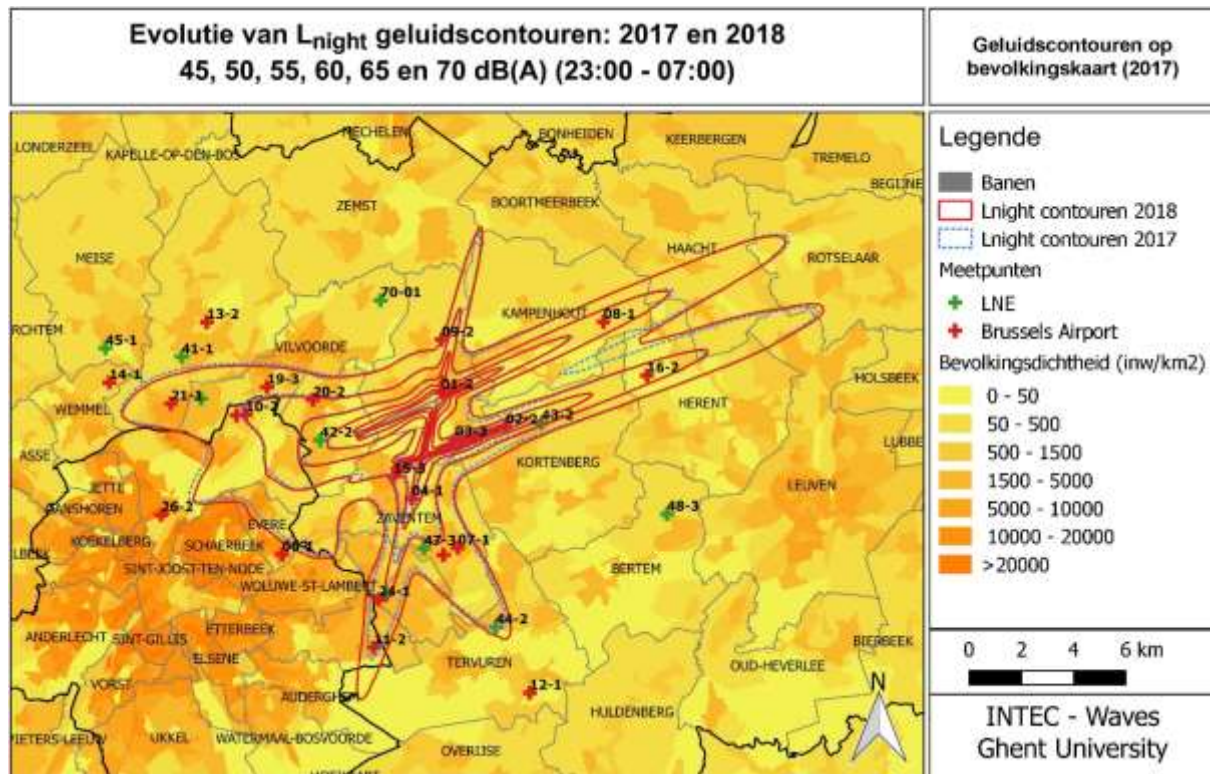 Evolutie van Lnight geluidscontouren: 2017 en 2018
45, 50, 55, 60, 65 en 70 dB(A) (23:00 - 07:00)
Geluidscontouren op
bevolkingskaart (2017)
LONDERZEEL
KAPELLE-OP-DEN-BOS
MECHELEN
BONHEIDEN
KEERBERGEN
TREMELO
BEGIJNE
ZEMST
BOORTMEERBEEK
HAACHT
ROTSELAAR
MEISE
70-01
13-2
KAMPENHOUT
08-1
RCHTEM
45-1
41-1
VILVOORDE
09-2
14-1
19-3
01-2
16-2
HOLSBEEK
WEMMEL
21-3
10-2
20-2
HERENT
02-2
43-2
42-2
03-3
LUBBE
ASSE
KORTENBERG
15-3
JETTE
LEUVEN
04-1
26-2
ZAVENTEM
48-3
EVERE
KOEKELBERG
SCHAERBEEK
47-3
07-1
LBEEK
SINT-JOOST-TEN-NODE
BERTEM
WOLUWE-ST-LAMBERT
24-1
44-2
ETTERBEEK
ANDERLECHT
SINT-GILLIS
31-2
BIERBEEK
ELSENE
TERVUREN
OUD-HEVERLEE
VORST
AUDERGHEM
12-1
HULDENBERG
PIETERS-LEEUW
UKKEL
WATERMAAL-BOSVOORDE
OVERIJSE
Legende
Banen
Lnight contouren 2018
Lnight contouren 2017
Meetpunten
LNE
Brussels Airport
Bevolkingsdichtheid (inw/km2)
0 - 50
50 - 500
500 - 1500
1500 - 5000
5000 - 10000
10000 - 20000
>20000
0 2 4 6 km
N
INTEC - Waves
Ghent University